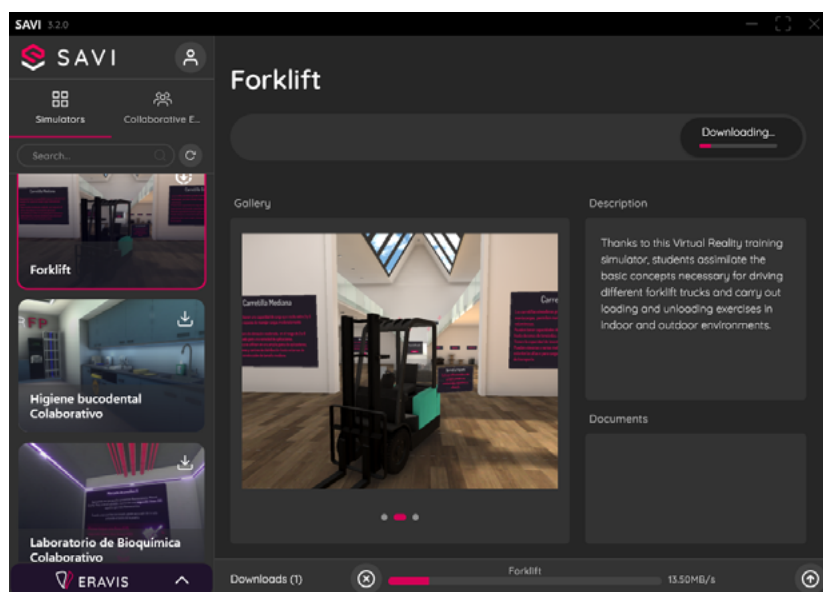 SAVI 3.2.0
SAVI
Simulators
Collaborative E...
Search...
Forklift
Higiene bucodental
Colaborativo
Laboratorio de Bioquímica
Colaborativo
ERAVIS
Forklift
Downloading...
Gallery
Carretilla Mediana
Description
Thanks to this Virtual Reality training
simulator, students assimilate the
basic concepts necessary for driving
different forklift trucks and carry out
loading and unloading exercises in
indoor and outdoor environments.
Documents
Downloads (1)
Forklift
13.50MB/s